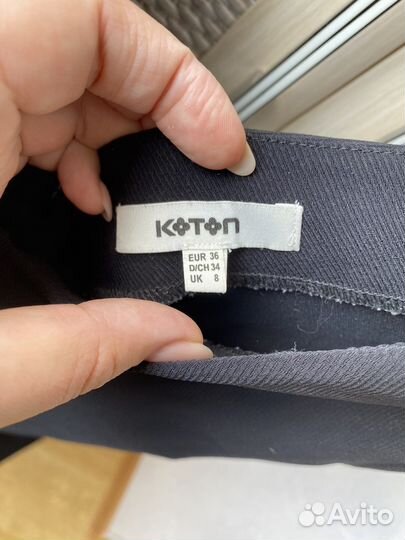 KOTON
EUR 36
D/CH 34
UK 8
Avito